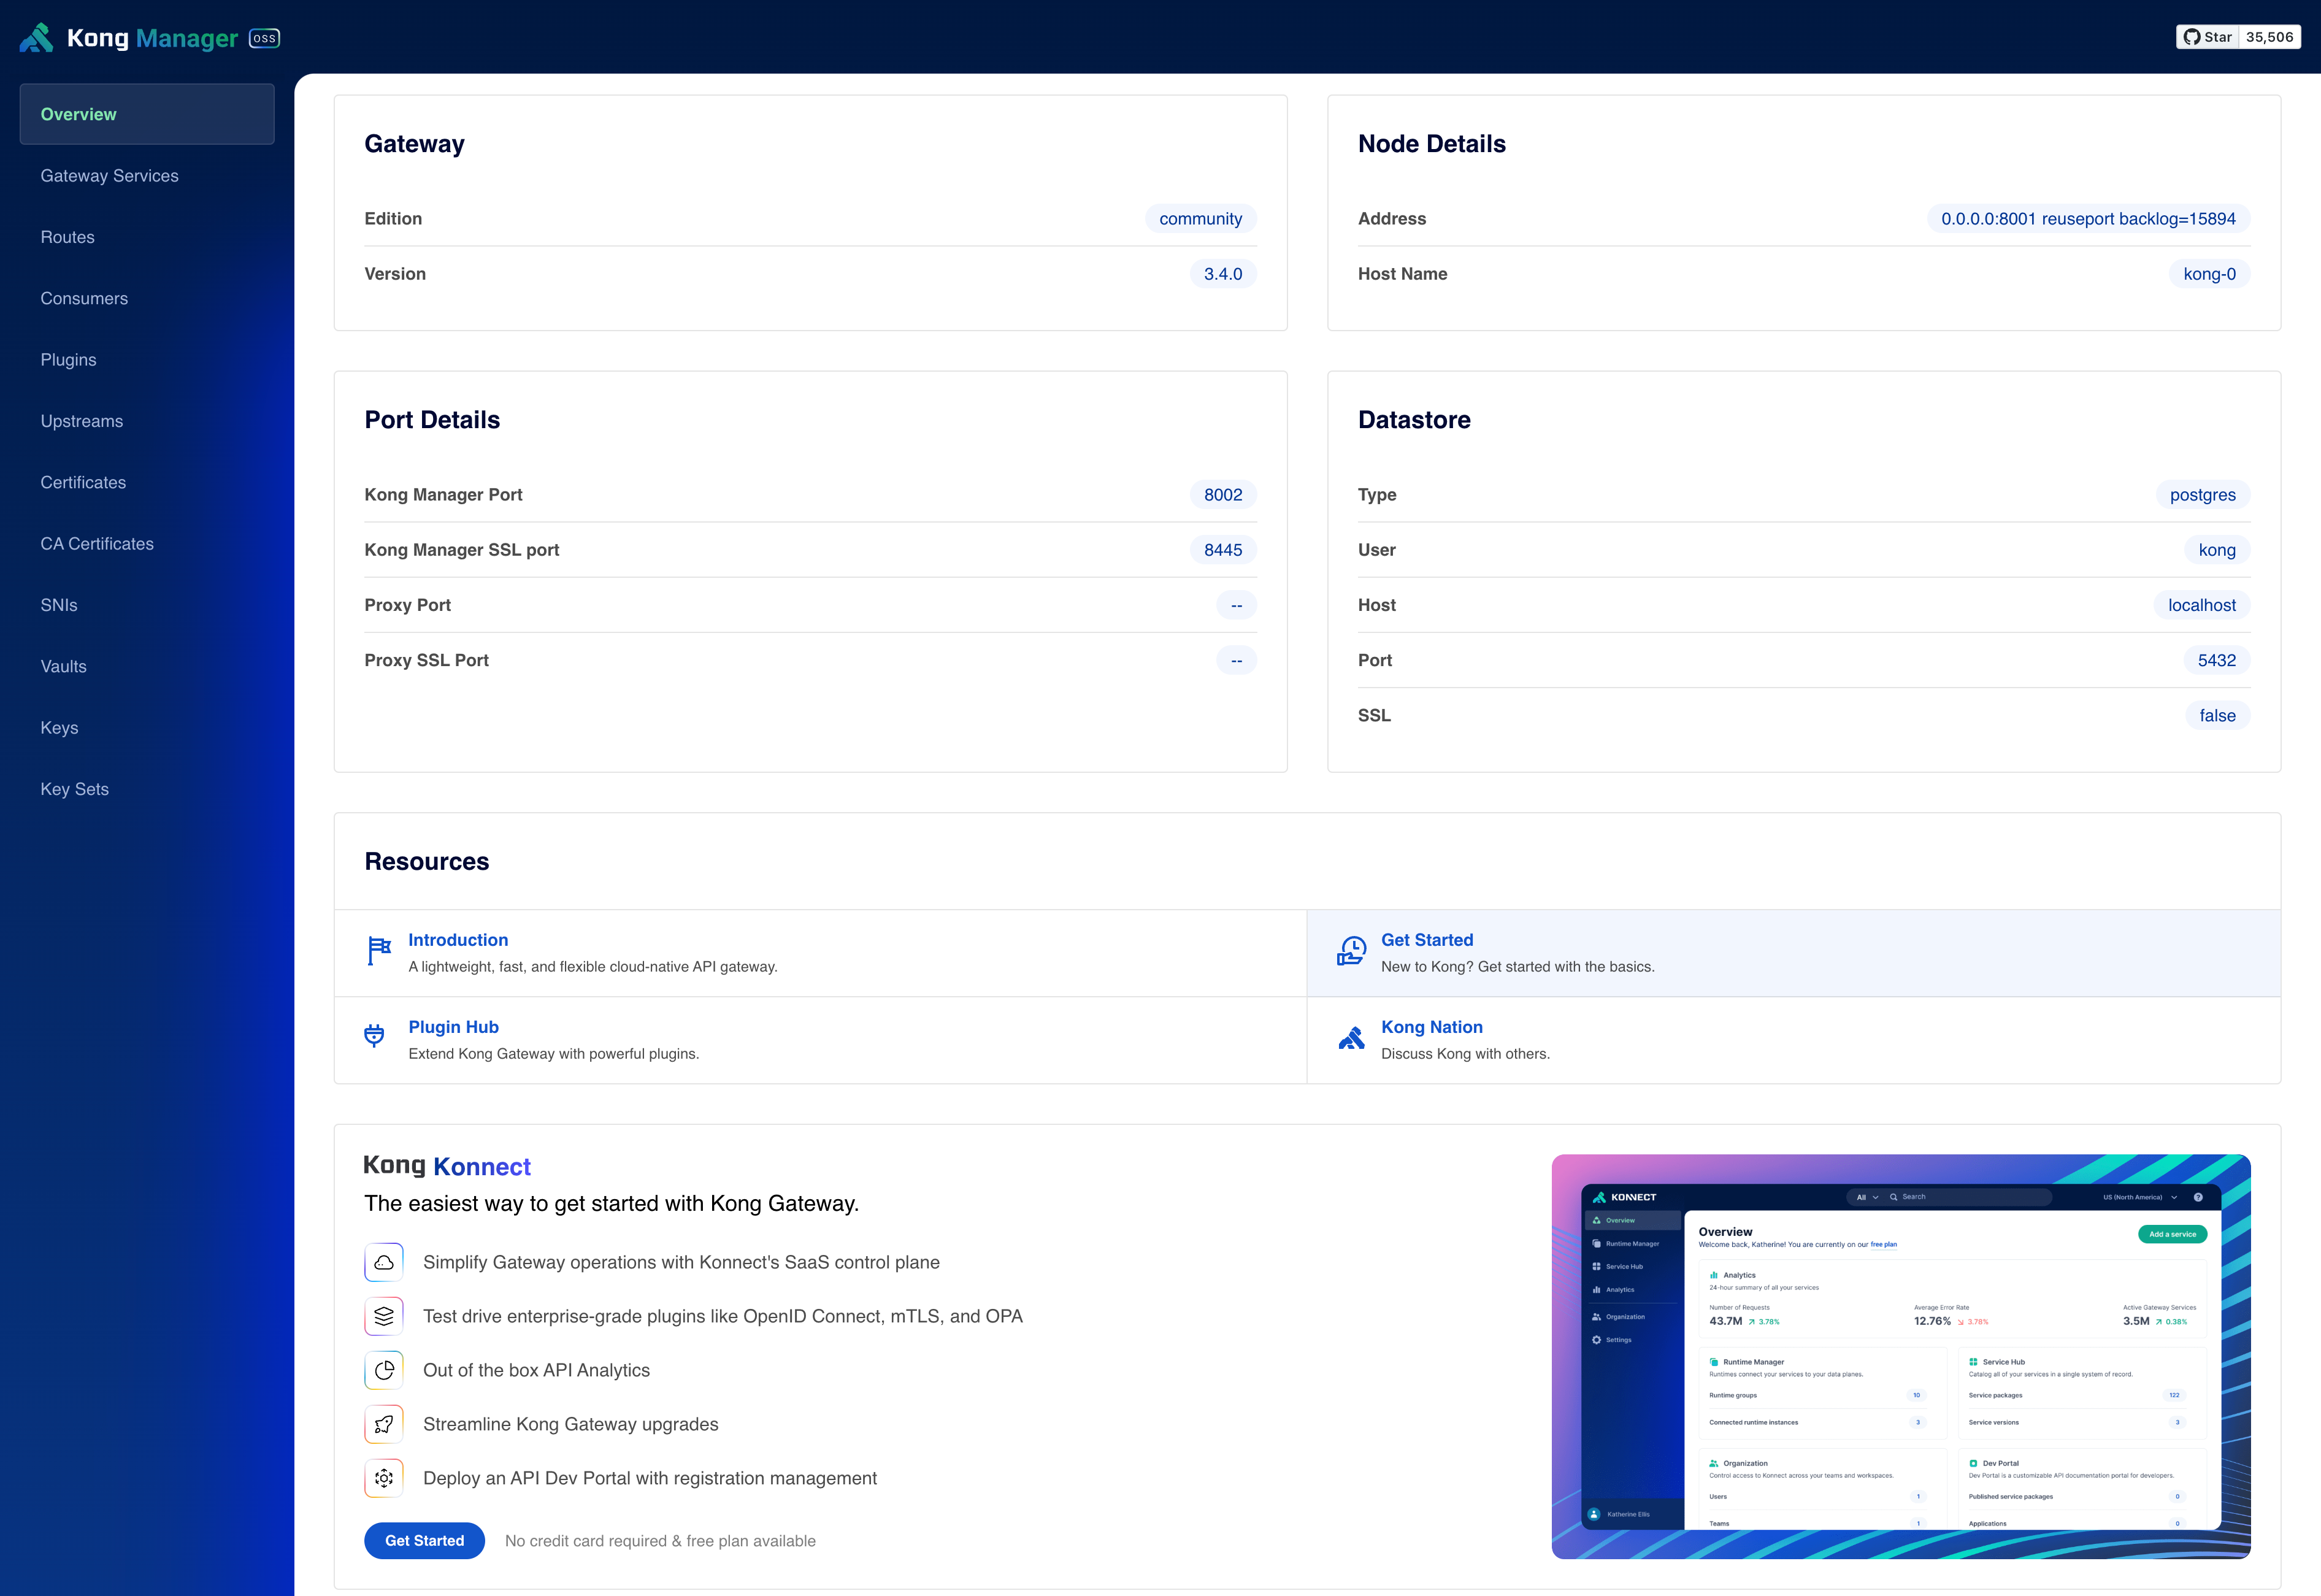 Kong Manager OSS
Star 35,506
Overview
Gateway Services
Routes
Consumers
Plugins
Upstreams
Certificates
CA Certificates
SNIs
Vaults
Keys
Key Sets
Gateway
Edition community
Version 3.4.0
Node Details
Address 0.0.0.0:8001 reuseport backlog=15894
Host Name kong-0
Port Details
Kong Manager Port 8002
Kong Manager SSL port 8445
Proxy Port --
Proxy SSL Port --
Datastore
Type postgres
User kong
Host localhost
Port 5432
SSL false
Resources
Introduction
A lightweight, fast, and flexible cloud-native API gateway.
Get Started
New to Kong? Get started with the basics.
Plugin Hub
Extend Kong Gateway with powerful plugins.
Kong Nation
Discuss Kong with others.
Kong Konnect
The easiest way to get started with Kong Gateway.
Simplify Gateway operations with Konnect's SaaS control plane
Test drive enterprise-grade plugins like OpenID Connect, mTLS, and OPA
Out of the box API Analytics
Streamline Kong Gateway upgrades
Deploy an API Dev Portal with registration management
Get Started No credit card required & free plan available
KONNECT
All Search
US (North America) ?
Overview
Runtime Manager
Service Hub
Analytics
Organization
Settings
Katherine Ellis
Overview
Welcome back, Katherine! You are currently on our free plan
Add a service
Analytics
24-hour summary of all your services
Number of Requests Average Error Rate Active Gateway Services
43.7M 3.78% 12.76% 3.78% 3.5M 0.38%
Runtime Manager
Runtimes connect your services to your data planes.
Runtime groups 10
Connected runtime instances 3
Service Hub
Catalog all of your services in a single system of record.
Service packages 122
Service versions 3
Organization
Control access to Konnect across your teams and workspaces.
Users 1
Teams 1
Dev Portal
Dev Portal is a customizable API documentation portal for developers.
Published service packages 0
Applications 0